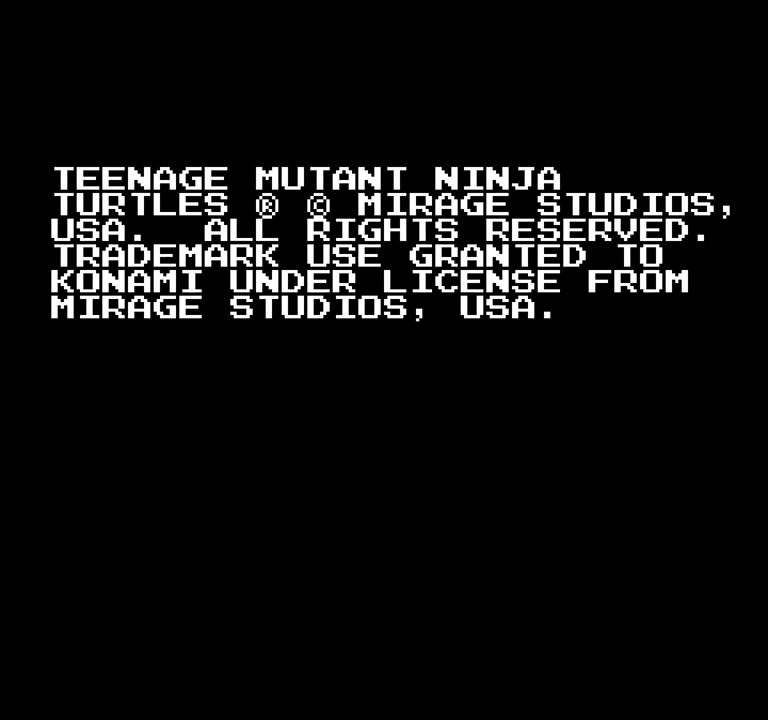 TEENAGE MUTANT NINJA
TURTLES ® © MIRAGE STUDIOS,
USA.  ALL RIGHTS RESERVED.
TRADEMARK USE GRANTED TO
KONAMI UNDER LICENSE FROM
MIRAGE STUDIOS, USA.